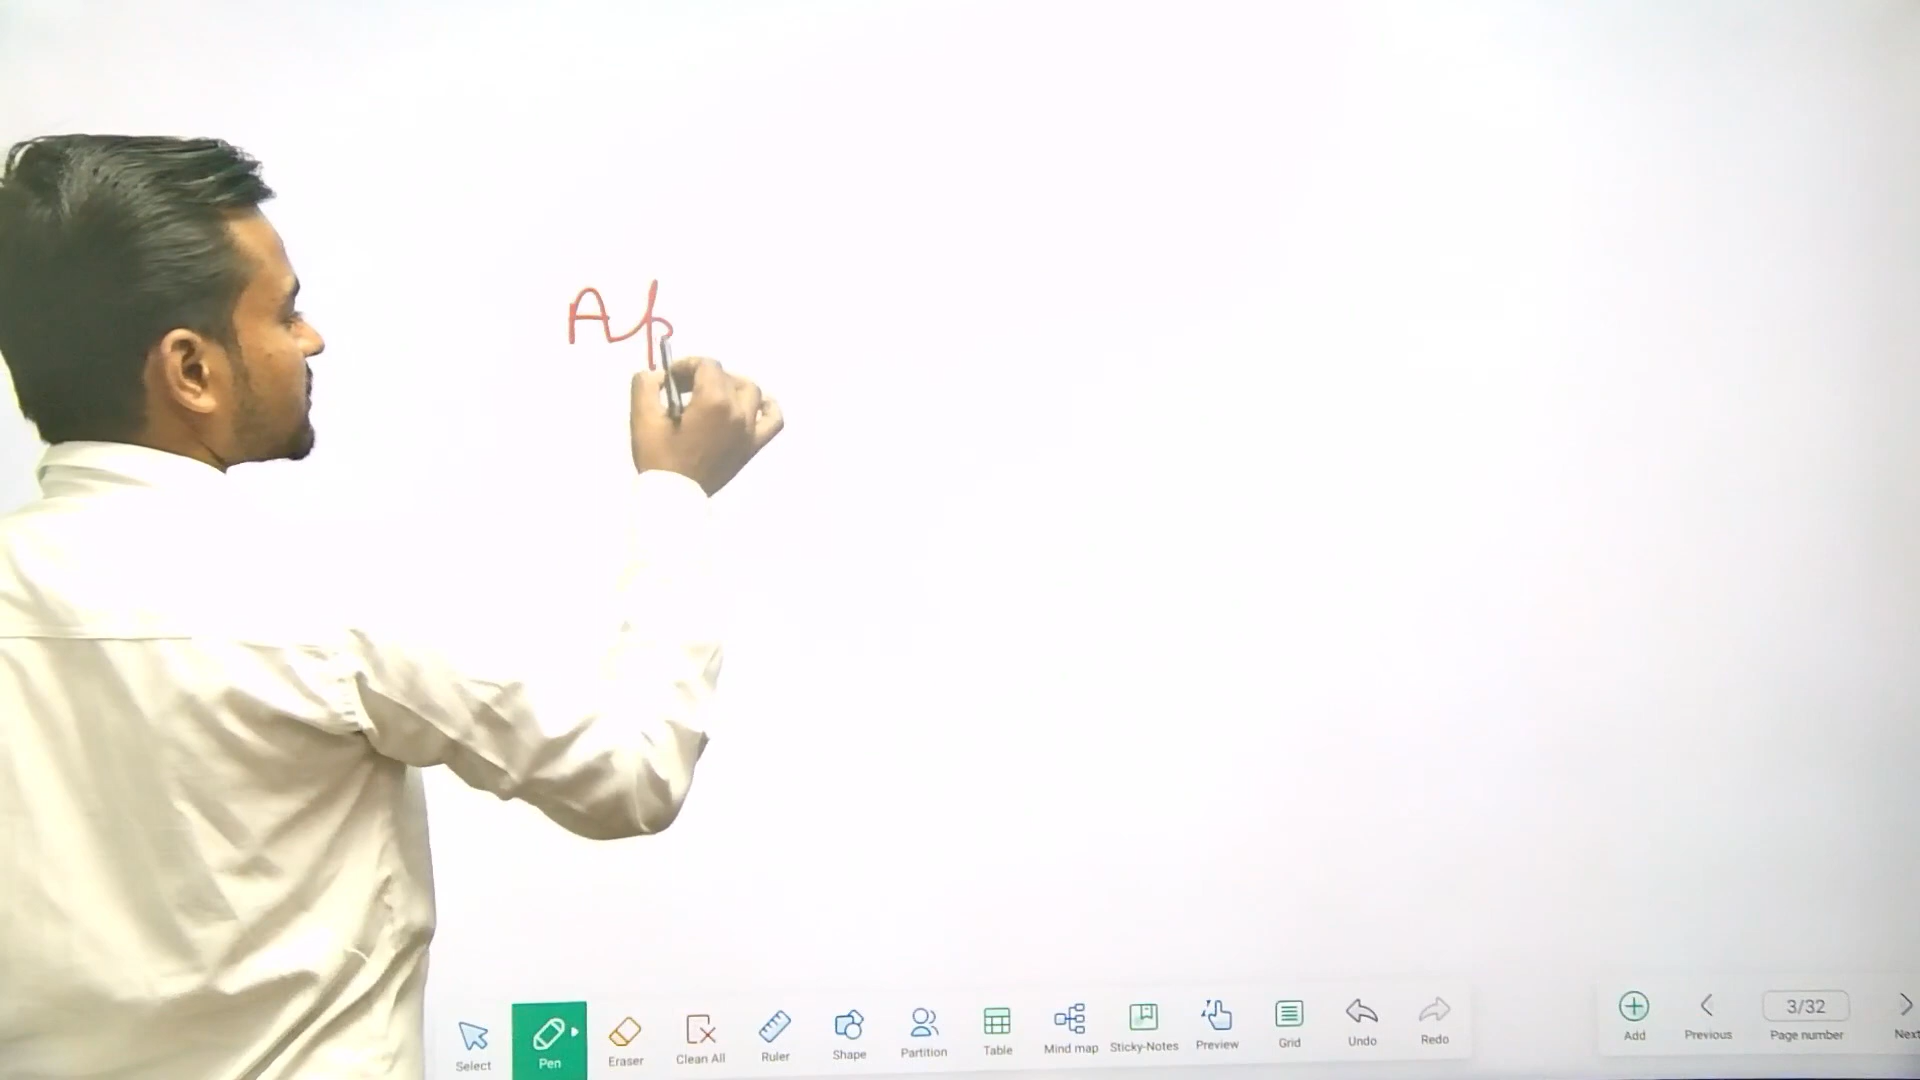 Ap
Select
Pen
Eraser
Clean All
Ruler
Shape
Partition
Table
Mind map
Sticky-Notes
Preview
Grid
Undo
Redo
Add
Previous
3/32
Page number
Next